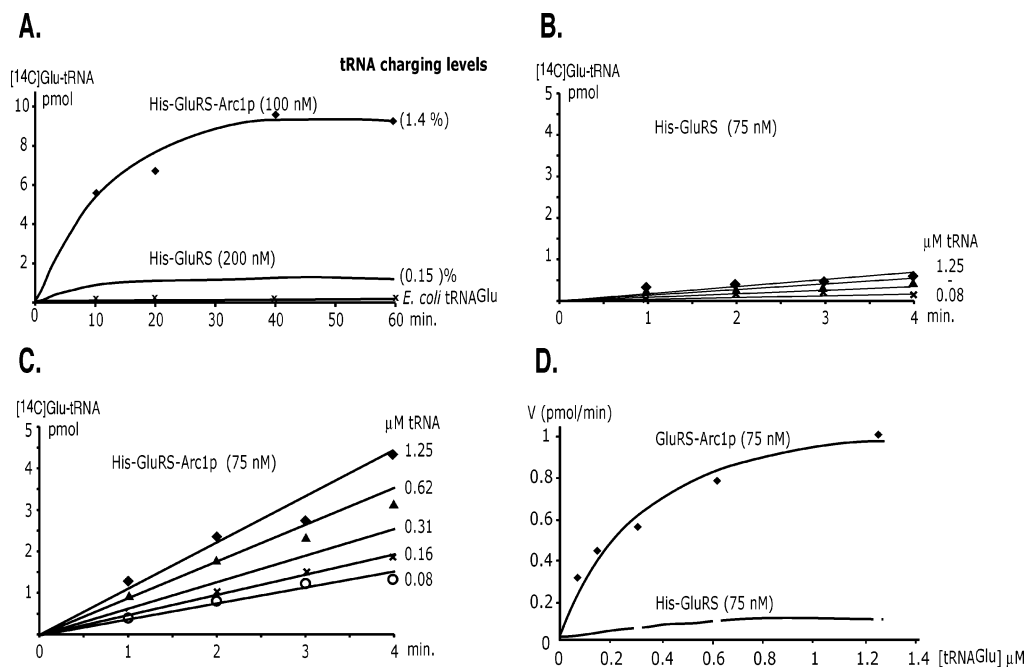 A.
tRNA charging levels
[14C]Glu-tRNA
pmol
His-GluRS-Arc1p (100 nM)
(1.4 %)
10
8
6
4
2
His-GluRS (200 nM)
(0.15 )%
E. coli tRNAGlu
0 10 20 30 40 50 60 min.
B.
[14C]Glu-tRNA
pmol
5
4
3
2
1
His-GluRS (75 nM)
µM tRNA
1.25
-
0.08
0 1 2 3 4 min.
C.
[14C]Glu-tRNA
pmol
5
4
3
2
1
His-GluRS-Arc1p (75 nM)
µM tRNA
1.25
0.62
0.31
0.16
0.08
0 1 2 3 4 min.
D.
V (pmol/min)
1
0.8
0.6
0.4
0.2
0
GluRS-Arc1p (75 nM)
His-GluRS (75 nM)
0 0.2 0.4 0.6 0.8 1 1.2 1.4 [tRNAGlu] µM